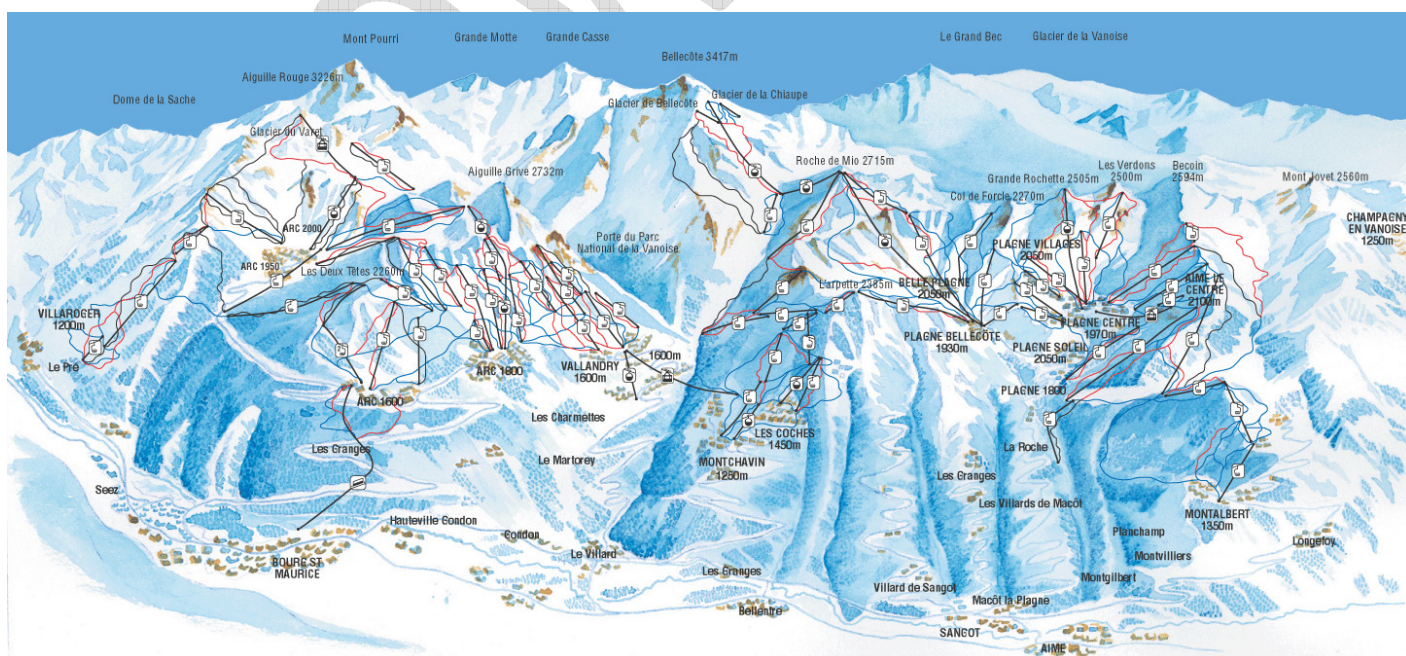 Mont Pourri
Grande Motte
Grande Casse
Le Grand Bec
Glacier de la Vanoise
Bellecôte 3417m
Aiguille Rouge 3226m
Dome de la Sache
Glacier de Bellecôte
Glacier de la Chiaupe
Glacier du Varet
Aiguille Grive 2732m
Roche de Mio 2715m
Grande Rochette 2505m
Les Verdons
2500m
Becoin
2594m
Mont Jovet 2560m
Col de Forcle 2270m
CHAMPAGNY
EN VANOISE
1250m
ARC 2000
ARC 1950
Les Deux Têtes 2260m
Porte du Parc
National de la Vanoise
PLAGNE VILLAGES
2050m
BELLE PLAGNE
2050m
L'arpette 2385m
AIME LE
CENTRE
2100m
VILLAROGER
1200m
Le Pré
PLAGNE CENTRE
1970m
PLAGNE BELLECÔTE
1930m
PLAGNE SOLEIL
2050m
PLAGNE 1800
1600m
VALLANDRY
1600m
ARC 1800
ARC 1600
Les Charmettes
LES COCHES
1450m
MONTCHAVIN
1250m
Les Granges
Le Martorey
La Roche
Les Granges
Les Villards de Macôt
MONTALBERT
1350m
Seez
Hauteville Condon
Condon
Le Villard
Planchamp
Montvilliers
Longefoy
BOURG ST
MAURICE
Les Granges
Montgilbert
Villard de Sangot
Bellentre
Macôt la Plagne
SANGOT
AIME